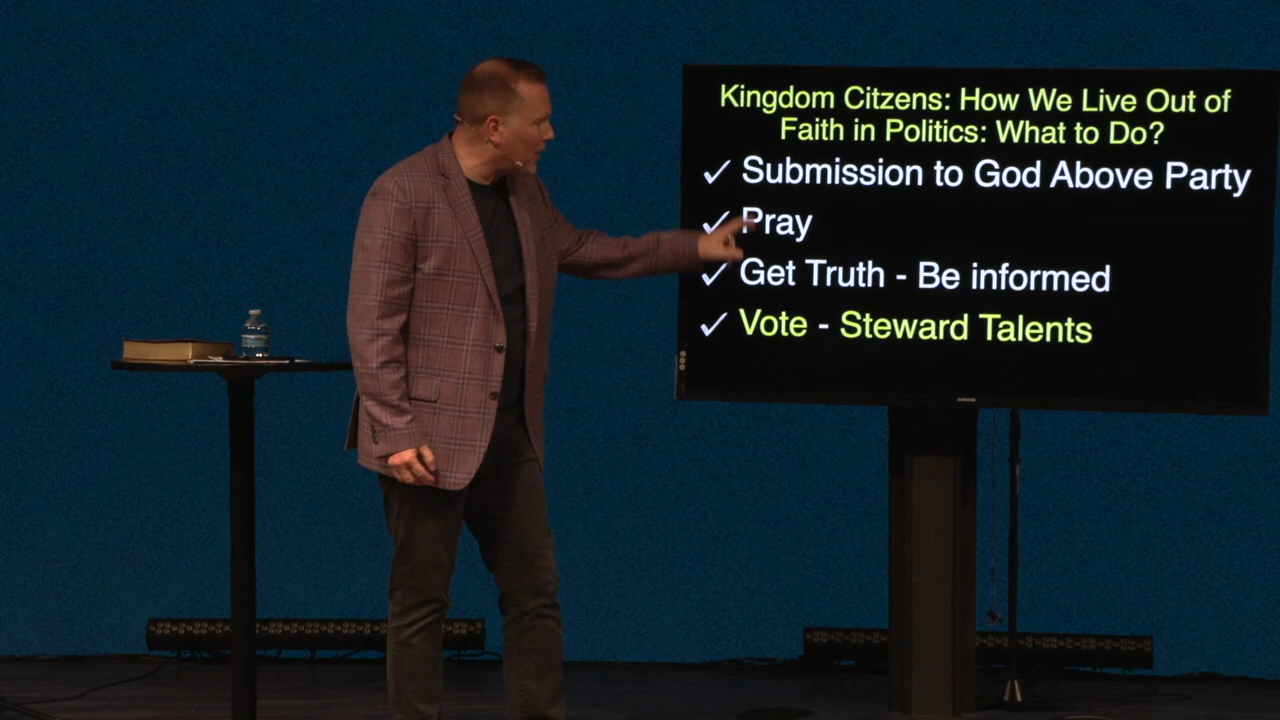 Kingdom Citzens: How We Live Out of
Faith in Politics: What to Do?
✓ Submission to God Above Party
✓ Pray
✓ Get Truth - Be informed
✓ Vote - Steward Talents